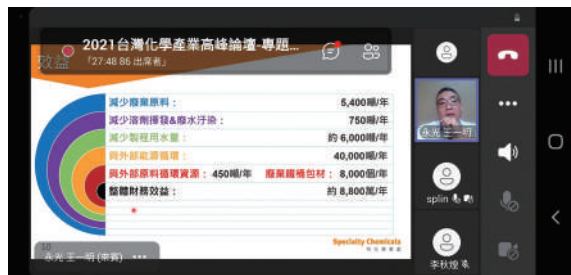 2021台灣化學產業高峰論壇-專題...
效益
27:48 86 出席者
減少廢棄原料：
5,400噸/年
減少溶劑揮發&廢水汙染：
750噸/年
減少製程用水量：
約 6,000噸/年
與外部能源循環：
40,000噸/年
與外部原料循環資源： 450噸/年 廢棄鐵桶包材： 8,000個/年
整體財務效益：
約 8,800萬/年
Specialty Chemicals
10
永光 王一明 (來賓)
永光 王一明
splin
李秋煌